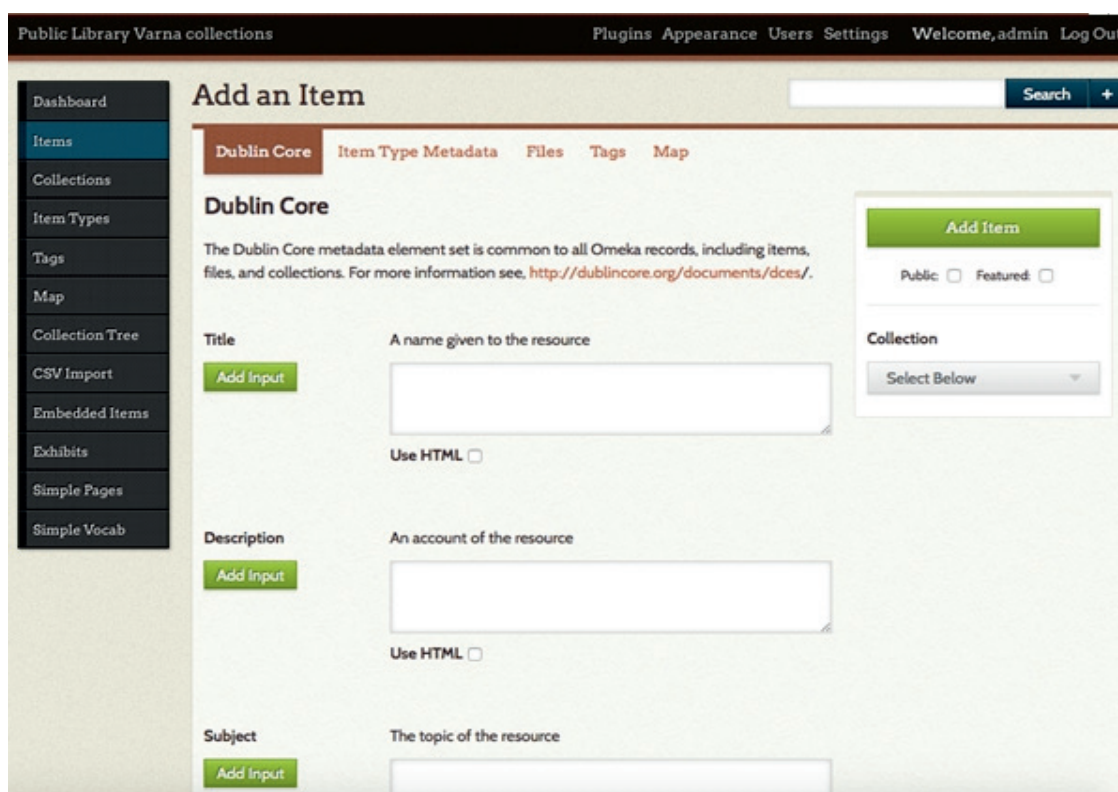 Public Library Varna collections
Plugins Appearance Users Settings Welcome, admin Log Out
Dashboard
Items
Collections
Item Types
Tags
Map
Collection Tree
CSV Import
Embedded Items
Exhibits
Simple Pages
Simple Vocab
Add an Item
Search +
Dublin Core Item Type Metadata Files Tags Map
Dublin Core
The Dublin Core metadata element set is common to all Omeka records, including items,
files, and collections. For more information see, http://dublincore.org/documents/dces/.
Title
A name given to the resource
Add Input
Use HTML
Description
An account of the resource
Add Input
Use HTML
Subject
The topic of the resource
Add Input
Add Item
Public: Featured:
Collection
Select Below